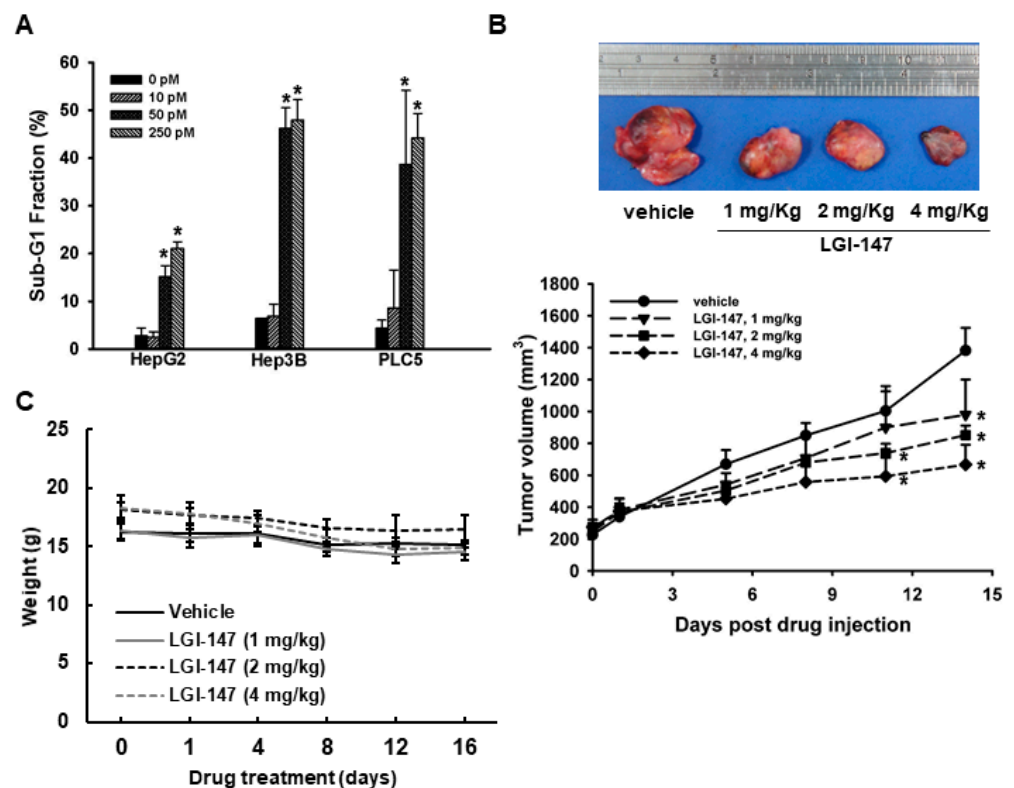 A
60
50
40
30
20
10
0
Sub-G1 Fraction (%)
0 pM
10 pM
50 pM
250 pM
* *
* *
* *
HepG2 Hep3B PLC5
B
vehicle 1 mg/Kg 2 mg/Kg 4 mg/Kg
LGI-147
1800
1600
1400
1200
1000
800
600
400
200
0
Tumor volume (mm³)
vehicle
LGI-147, 1 mg/kg
LGI-147, 2 mg/kg
LGI-147, 4 mg/kg
*
*
*
*
*
0 3 6 9 12 15
Days post drug injection
C
25
20
15
10
5
0
Weight (g)
Vehicle
LGI-147 (1 mg/kg)
LGI-147 (2 mg/kg)
LGI-147 (4 mg/kg)
0 1 4 8 12 16
Drug treatment (days)